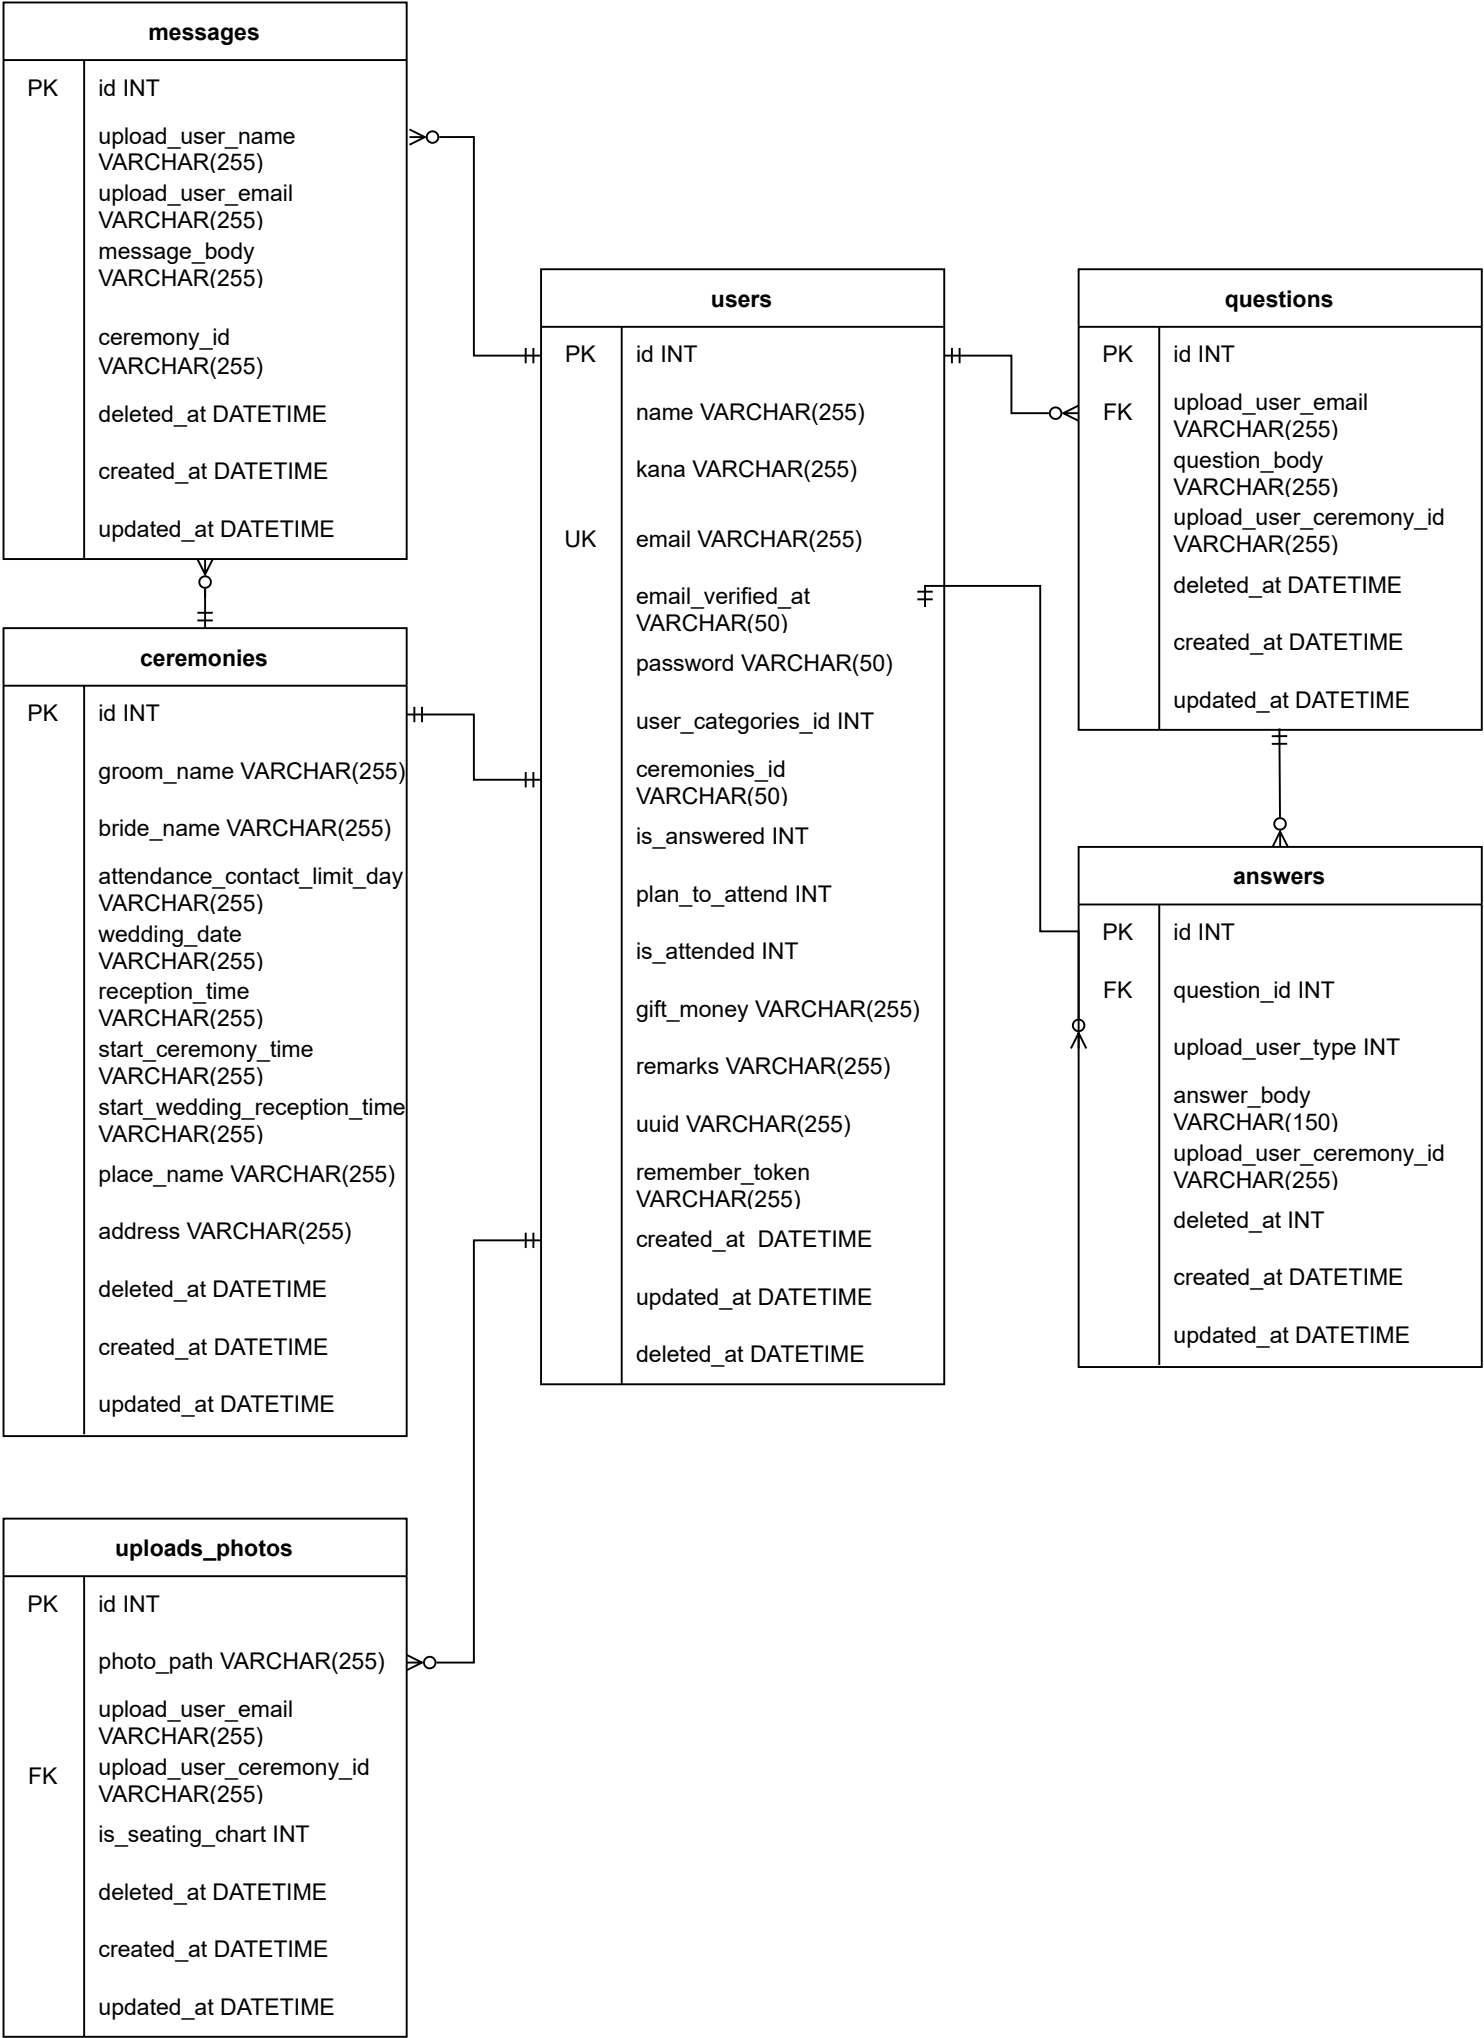 messages
PK id INT
upload_user_name
VARCHAR(255)
upload_user_email
VARCHAR(255)
message_body
VARCHAR(255)
ceremony_id
VARCHAR(255)
deleted_at DATETIME
created_at DATETIME
updated_at DATETIME
ceremonies
PK id INT
groom_name VARCHAR(255)
bride_name VARCHAR(255)
attendance_contact_limit_day
VARCHAR(255)
wedding_date
VARCHAR(255)
reception_time
VARCHAR(255)
start_ceremony_time
VARCHAR(255)
start_wedding_reception_time
VARCHAR(255)
place_name VARCHAR(255)
address VARCHAR(255)
deleted_at DATETIME
created_at DATETIME
updated_at DATETIME
uploads_photos
PK id INT
photo_path VARCHAR(255)
upload_user_email
VARCHAR(255)
FK upload_user_ceremony_id
VARCHAR(255)
is_seating_chart INT
deleted_at DATETIME
created_at DATETIME
updated_at DATETIME
users
PK id INT
name VARCHAR(255)
kana VARCHAR(255)
UK email VARCHAR(255)
email_verified_at
VARCHAR(50)
password VARCHAR(50)
user_categories_id INT
ceremonies_id
VARCHAR(50)
is_answered INT
plan_to_attend INT
is_attended INT
gift_money VARCHAR(255)
remarks VARCHAR(255)
uuid VARCHAR(255)
remember_token
VARCHAR(255)
created_at DATETIME
updated_at DATETIME
deleted_at DATETIME
questions
PK id INT
FK upload_user_email
VARCHAR(255)
question_body
VARCHAR(255)
upload_user_ceremony_id
VARCHAR(255)
deleted_at DATETIME
created_at DATETIME
updated_at DATETIME
answers
PK id INT
FK question_id INT
upload_user_type INT
answer_body
VARCHAR(150)
upload_user_ceremony_id
VARCHAR(255)
deleted_at INT
created_at DATETIME
updated_at DATETIME